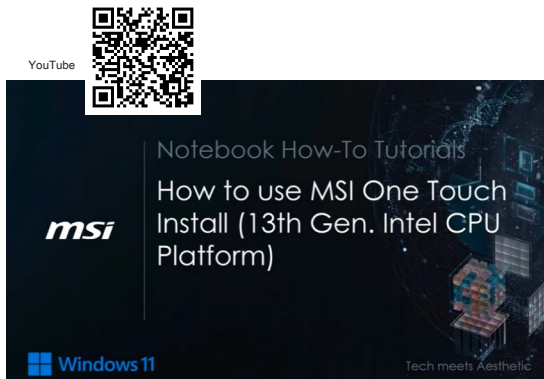 YouTube
Notebook How-To Tutorials
How to use MSI One Touch
Install (13th Gen. Intel CPU
Platform)
msi
Windows 11
Tech meets Aesthetic